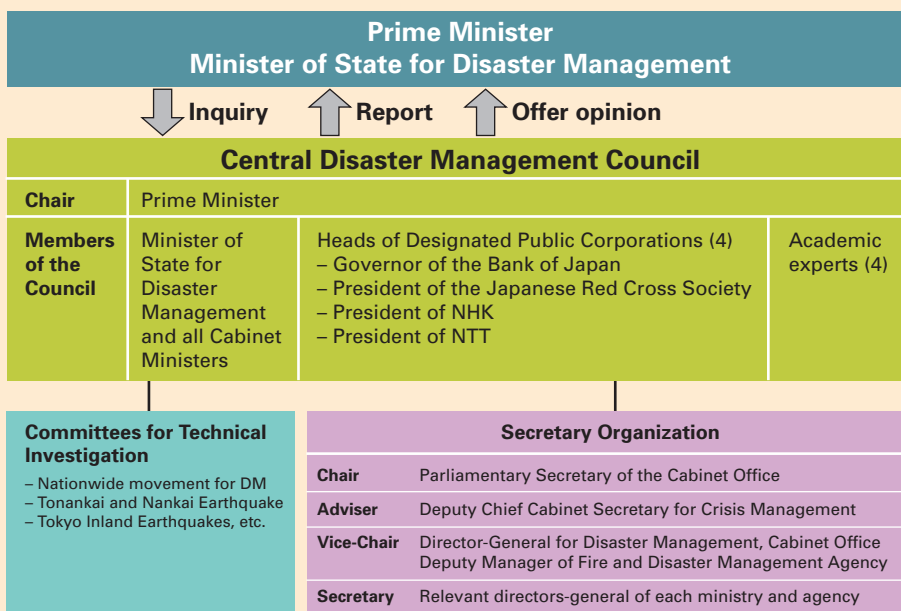 Prime Minister
Minister of State for Disaster Management
Inquiry
Report
Offer opinion
Central Disaster Management Council
Chair
Prime Minister
Members
of the
Council
Minister of
State for
Disaster
Management
and all Cabinet
Ministers
Heads of Designated Public Corporations (4)
– Governor of the Bank of Japan
– President of the Japanese Red Cross Society
– President of NHK
– President of NTT
Academic
experts (4)
Committees for Technical
Investigation
– Nationwide movement for DM
– Tonankai and Nankai Earthquake
– Tokyo Inland Earthquakes, etc.
Secretary Organization
Chair
Parliamentary Secretary of the Cabinet Office
Adviser
Deputy Chief Cabinet Secretary for Crisis Management
Vice-Chair
Director-General for Disaster Management, Cabinet Office
Deputy Manager of Fire and Disaster Management Agency
Secretary
Relevant directors-general of each ministry and agency